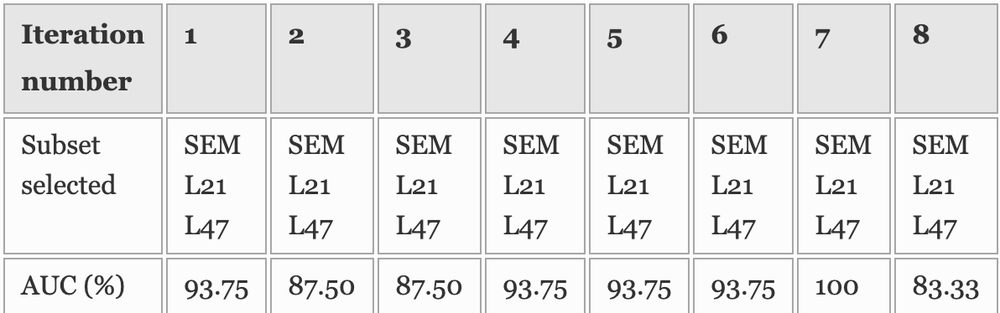 Iteration number 1 2 3 4 5 6 7 8
Subset selected SEM L21 L47 SEM L21 L47 SEM L21 L47 SEM L21 L47 SEM L21 L47 SEM L21 L47 SEM L21 L47 SEM L21 L47
AUC (%) 93.75 87.50 87.50 93.75 93.75 93.75 100 83.33